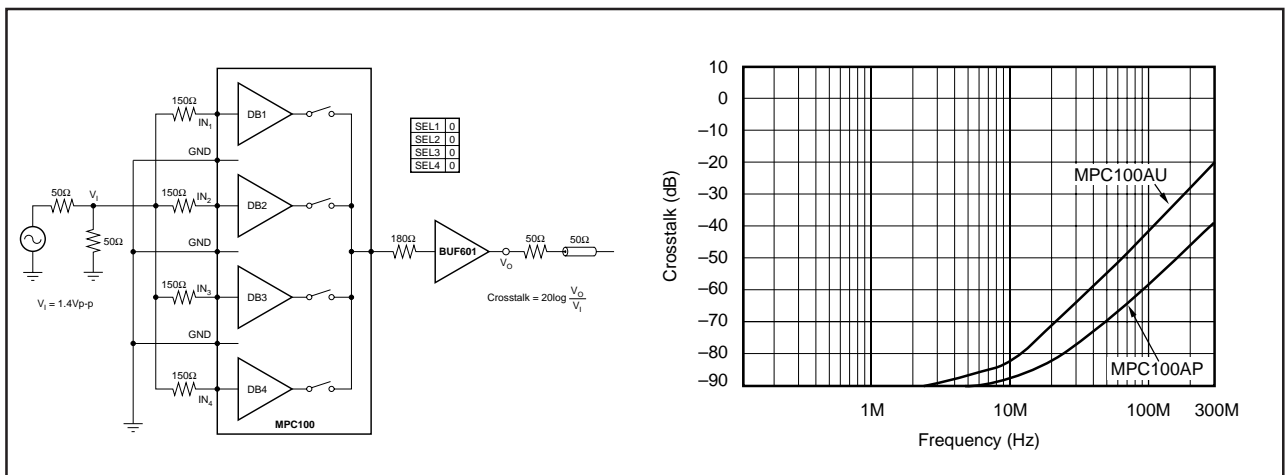 150Ω
IN1
DB1
SEL1 0
SEL2 0
SEL3 0
SEL4 0
GND
50Ω
VI
150Ω
IN2
DB2
50Ω
GND
180Ω
BUF601
VO
50Ω
50Ω
VI = 1.4Vp-p
150Ω
IN3
DB3
Crosstalk = 20log VO
VI
GND
150Ω
IN4
DB4
MPC100
Crosstalk (dB)
10
0
–10
–20
–30
–40
–50
–60
–70
–80
–90
MPC100AU
MPC100AP
1M
10M
100M
300M
Frequency (Hz)